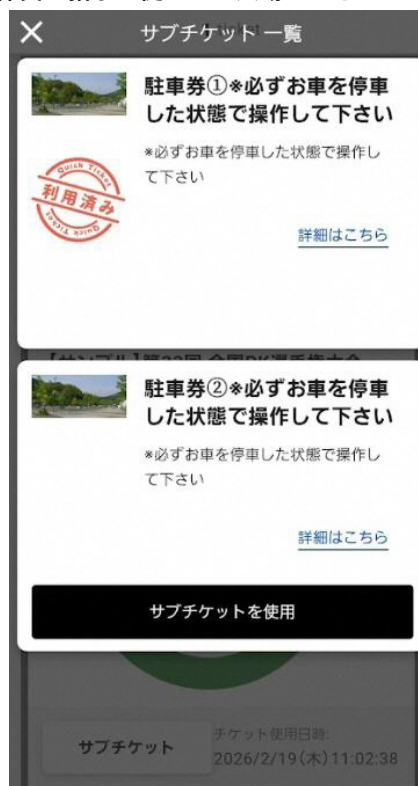 サブチケット 一覧
駐車券①※必ずお車を停車
した状態で操作して下さい
※必ずお車を停車した状態で操作し
て下さい
Quick Ticket
利用済み
Quick Ticket
詳細はこちら
駐車券②※必ずお車を停車
した状態で操作して下さい
※必ずお車を停車した状態で操作し
て下さい
詳細はこちら
サブチケットを使用
チケット使用日時:
サブチケット
2026/2/19(木)11:02:38